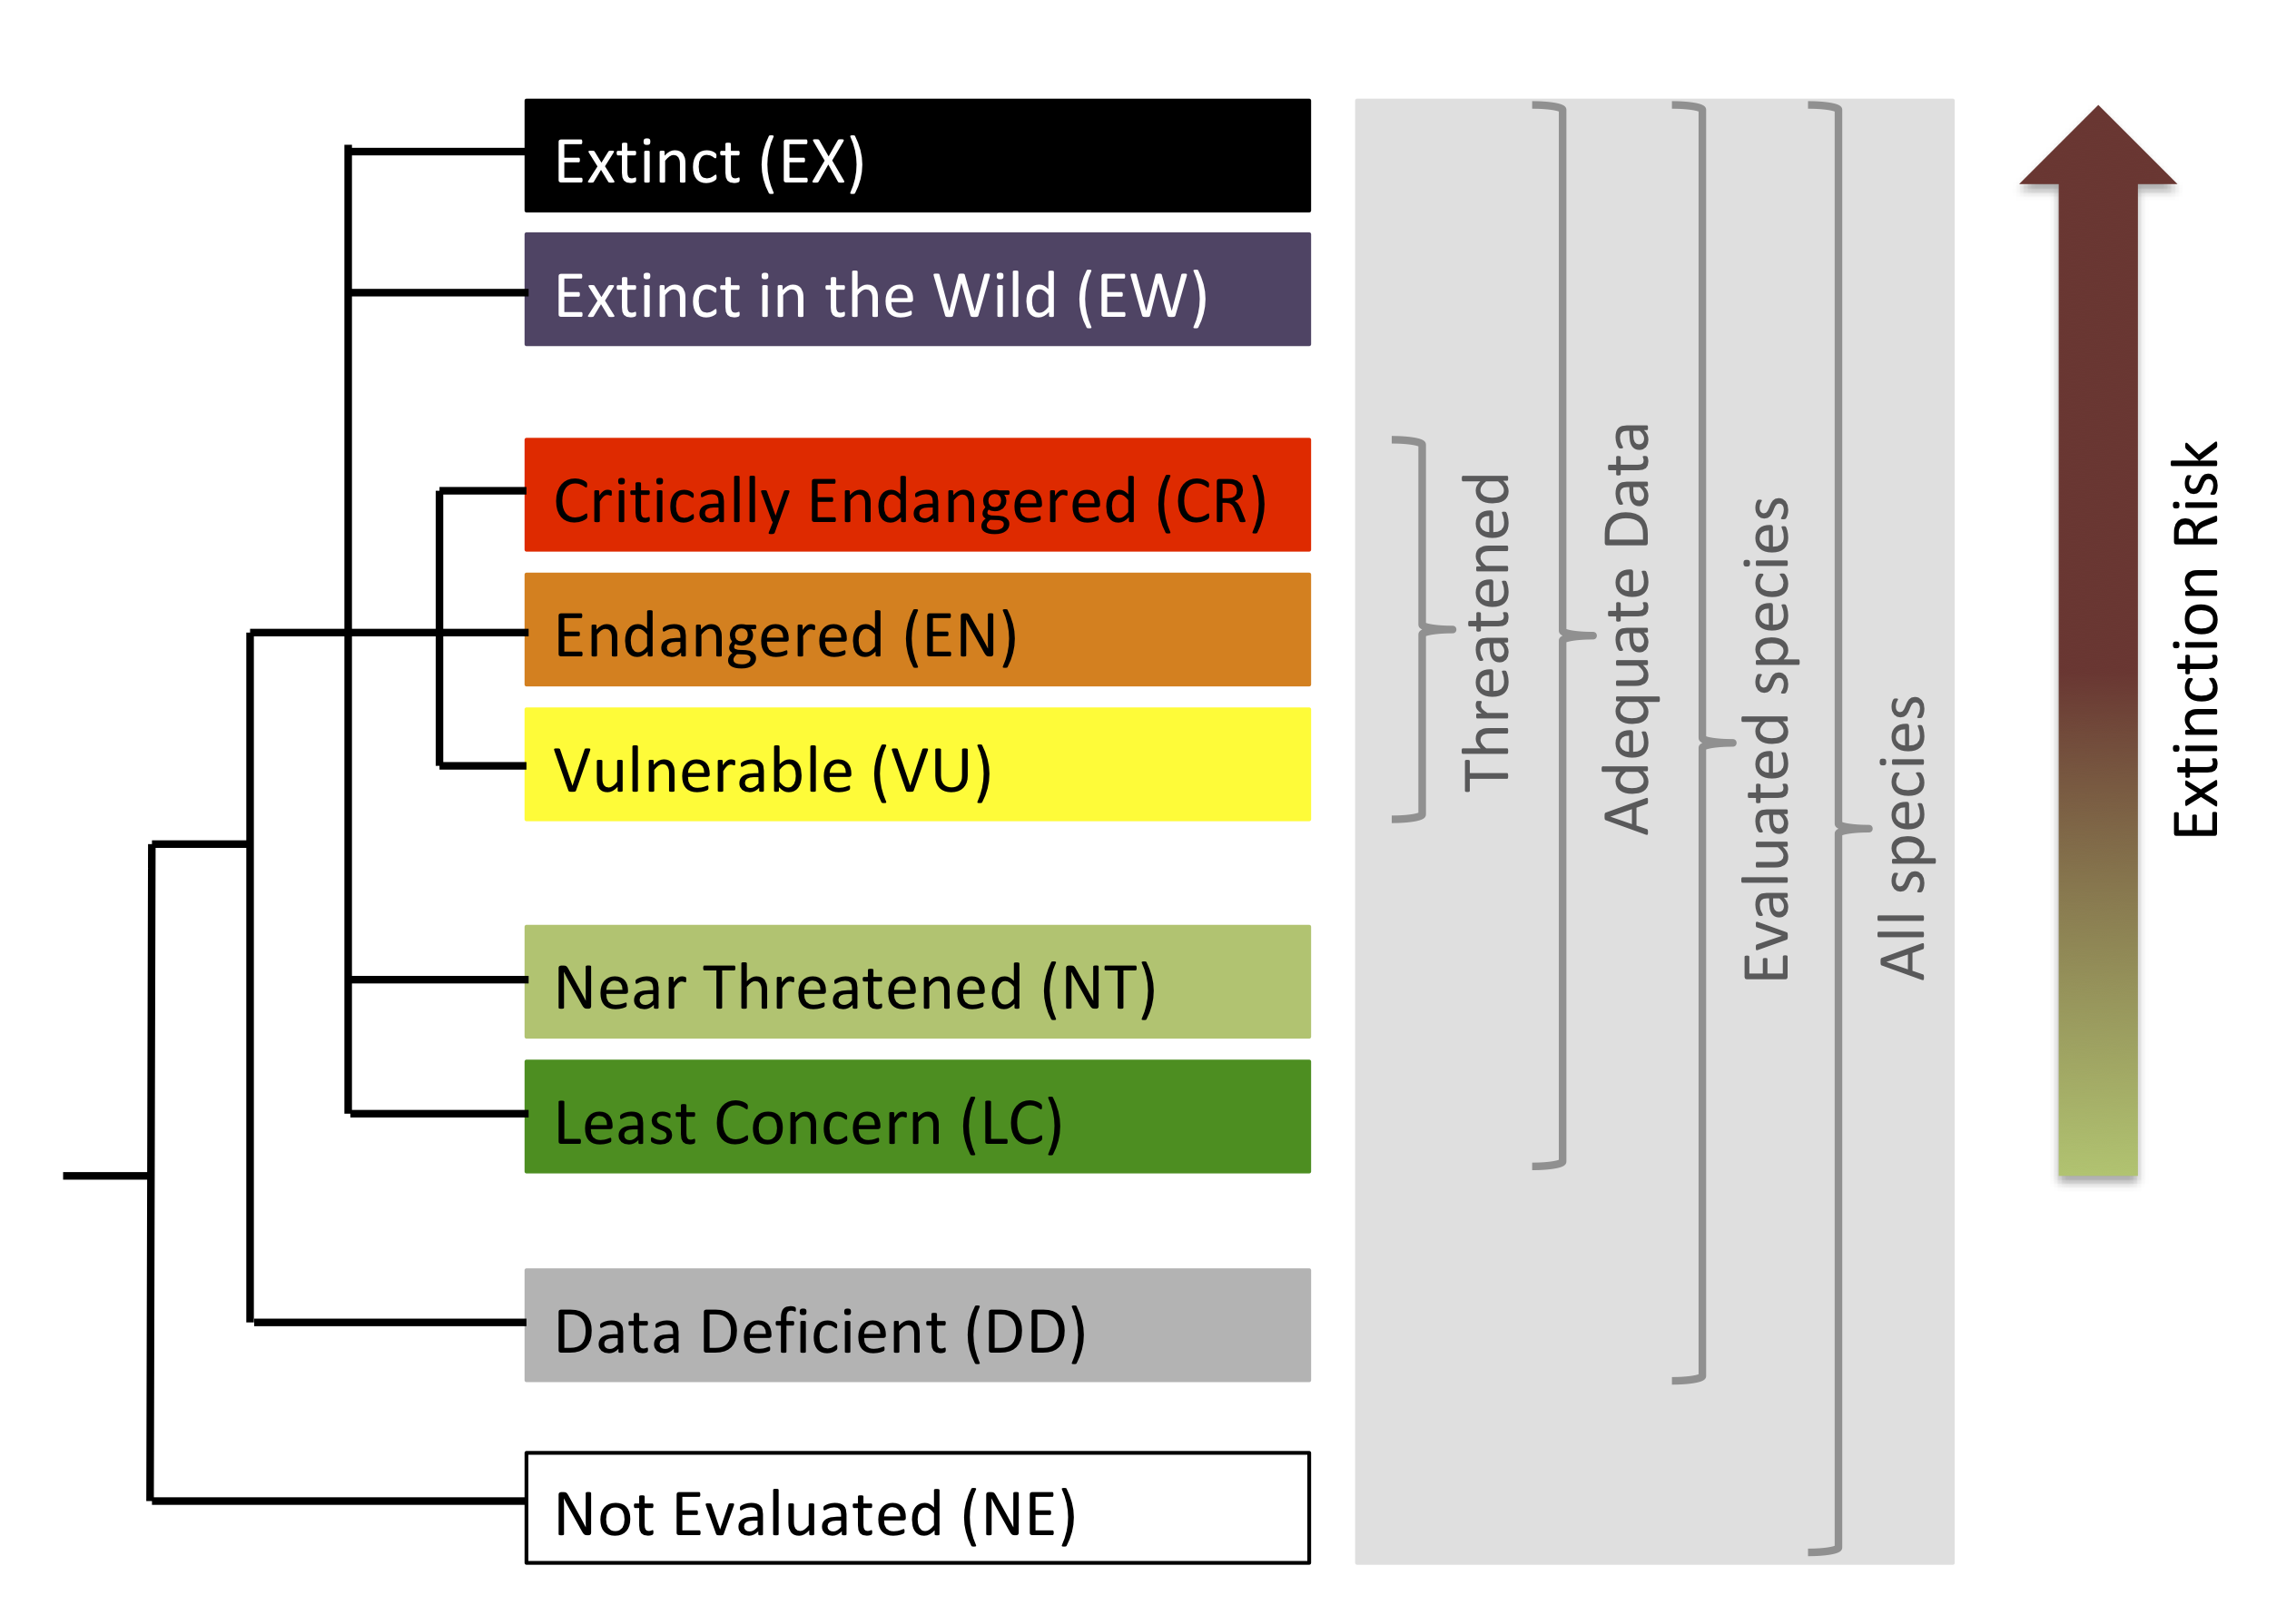 Extinct (EX)
Extinct in the Wild (EW)
Critically Endangered (CR)
Endangered (EN)
Vulnerable (VU)
Near Threatened (NT)
Least Concern (LC)
Data Deficient (DD)
Not Evaluated (NE)
Threatened
Adequate Data
Evaluated species
All species
Extinction Risk